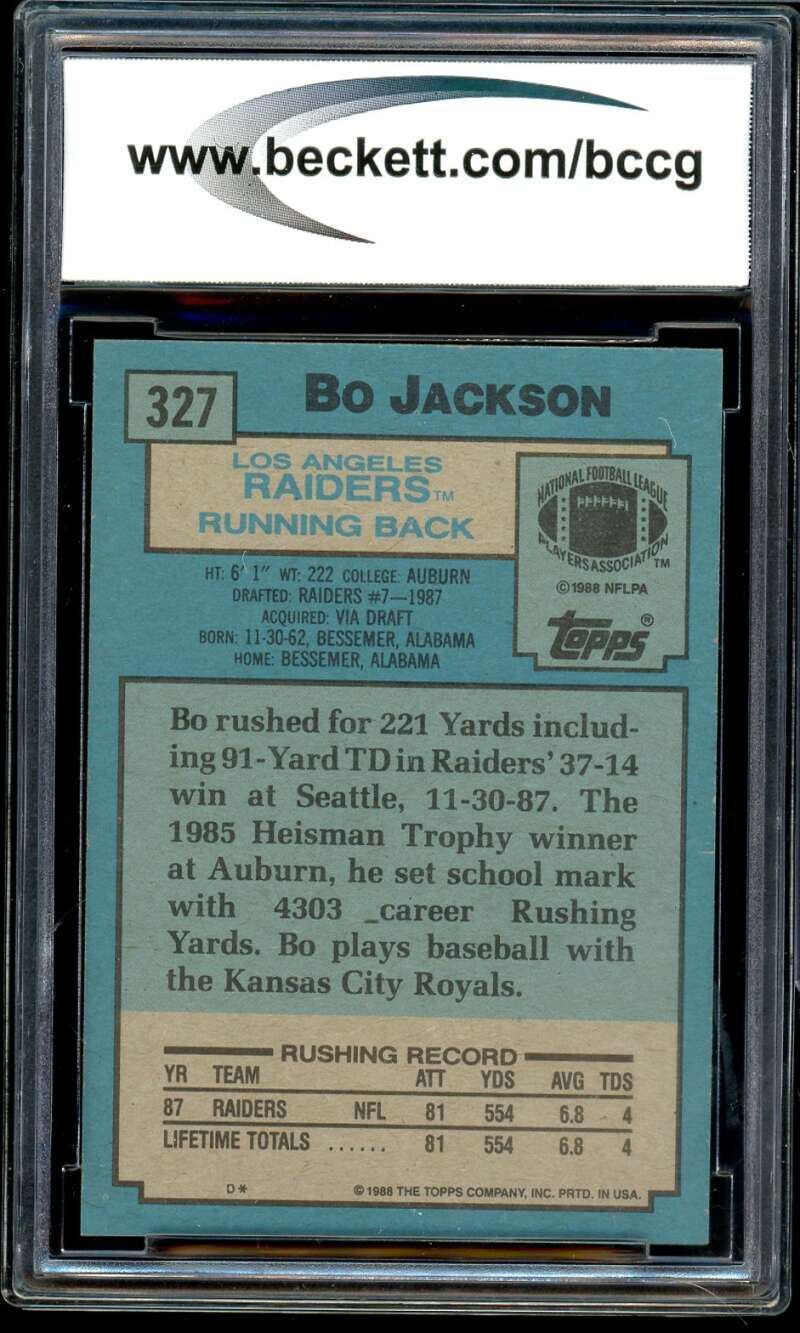 www.beckett.com/bccg
327
BO JACKSON
LOS ANGELES
RAIDERS TM
RUNNING BACK
NATIONAL FOOTBALL LEAGUE
PLAYERS ASSOCIATION TM
©1988 NFLPA
topps®
HT: 6' 1" WT: 222 COLLEGE: AUBURN
DRAFTED: RAIDERS #7—1987
ACQUIRED: VIA DRAFT
BORN: 11-30-62, BESSEMER, ALABAMA
HOME: BESSEMER, ALABAMA
Bo rushed for 221 Yards includ-
ing 91-Yard TD in Raiders' 37-14
win at Seattle, 11-30-87. The
1985 Heisman Trophy winner
at Auburn, he set school mark
with 4303 _career Rushing
Yards. Bo plays baseball with
the Kansas City Royals.
RUSHING RECORD
YR TEAM ATT YDS AVG TDS
87 RAIDERS NFL 81 554 6.8 4
LIFETIME TOTALS ...... 81 554 6.8 4
D* ©1988 THE TOPPS COMPANY, INC. PRTD. IN USA.